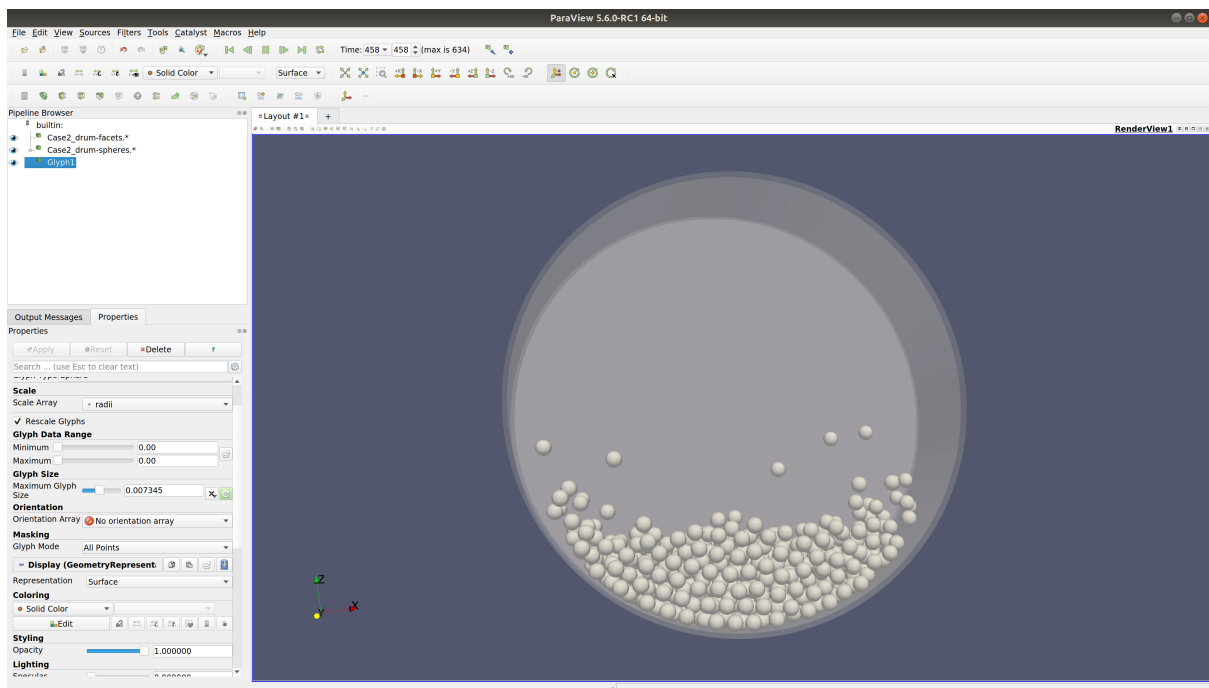 ParaView 5.6.0-RC1 64-bit
File Edit View Sources Filters Tools Catalyst Macros Help
Time: 458 458 (max is 634)
Solid Color Surface
Pipeline Browser
builtin:
Case2_drum-facets.*
Case2_drum-spheres.*
Glyph1
Layout #1 +
RenderView1
Output Messages Properties
Properties
Apply Reset Delete ?
Search ... (use Esc to clear text)
Scale
Scale Array radii
Rescale Glyphs
Glyph Data Range
Minimum 0.00
Maximum 0.00
Glyph Size
Maximum Glyph Size 0.007345
Orientation
Orientation Array No orientation array
Masking
Glyph Mode All Points
Display (GeometryRepresent
Representation Surface
Coloring
Solid Color
Edit
Styling
Opacity 1.000000
Lighting
Z
X
Y